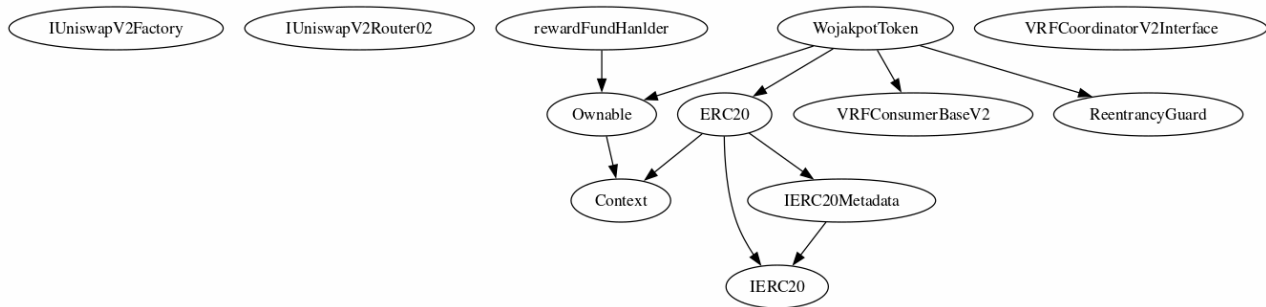 IUniswapV2Factory
IUniswapV2Router02
rewardFundHanlder
WojakpotToken
VRFCoordinatorV2Interface
Ownable
ERC20
VRFConsumerBaseV2
ReentrancyGuard
Context
IERC20Metadata
IERC20